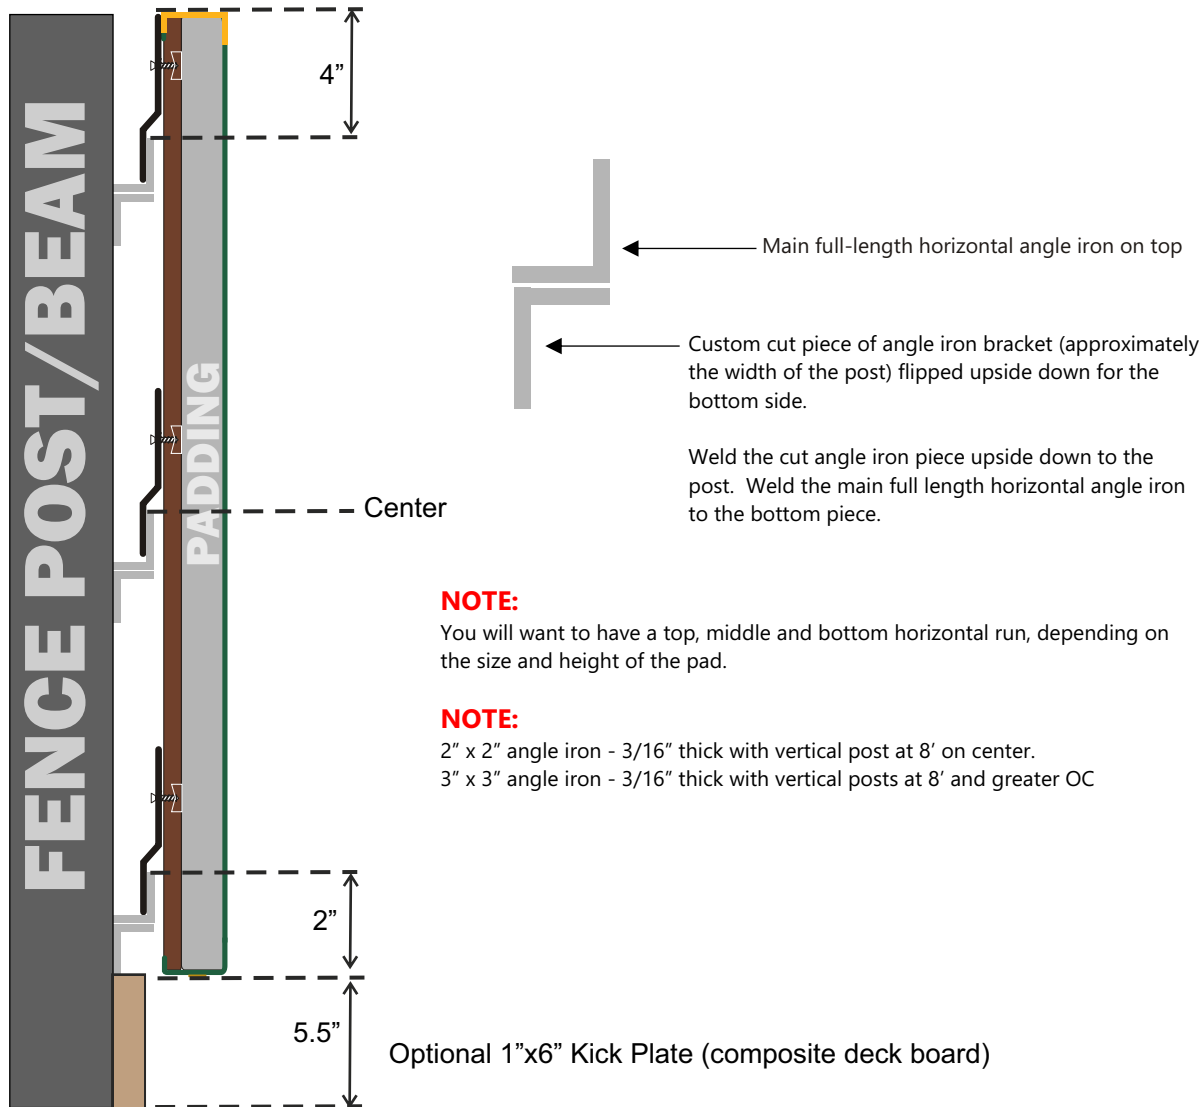 FENCE POST/BEAM
PADDING
4”
Main full-length horizontal angle iron on top
Custom cut piece of angle iron bracket (approximately
the width of the post) flipped upside down for the
bottom side.
Weld the cut angle iron piece upside down to the
post.  Weld the main full length horizontal angle iron
to the bottom piece.
Center
NOTE:
You will want to have a top, middle and bottom horizontal run, depending on
the size and height of the pad.
NOTE:
2” x 2” angle iron - 3/16” thick with vertical post at 8’ on center.
3” x 3” angle iron - 3/16” thick with vertical posts at 8’ and greater OC
2”
5.5”
Optional 1”x6” Kick Plate (composite deck board)